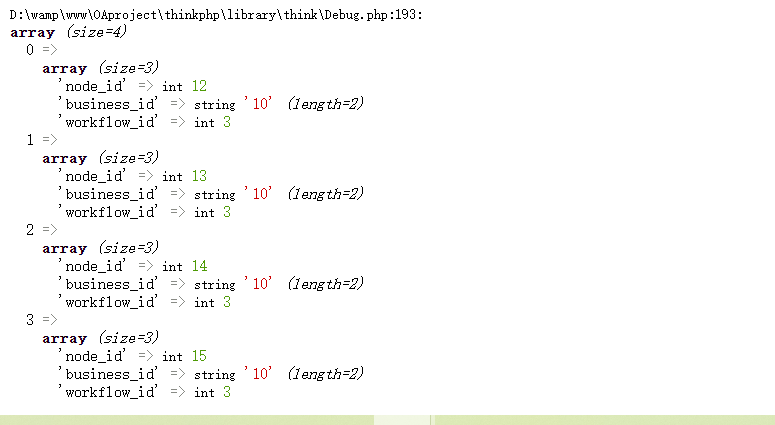 D:\wamp\www\OAproject\thinkphp\library\think\Debug.php:193:
array (size=4)
  0 =>
    array (size=3)
      'node_id' => int 12
      'business_id' => string '10' (length=2)
      'workflow_id' => int 3
  1 =>
    array (size=3)
      'node_id' => int 13
      'business_id' => string '10' (length=2)
      'workflow_id' => int 3
  2 =>
    array (size=3)
      'node_id' => int 14
      'business_id' => string '10' (length=2)
      'workflow_id' => int 3
  3 =>
    array (size=3)
      'node_id' => int 15
      'business_id' => string '10' (length=2)
      'workflow_id' => int 3